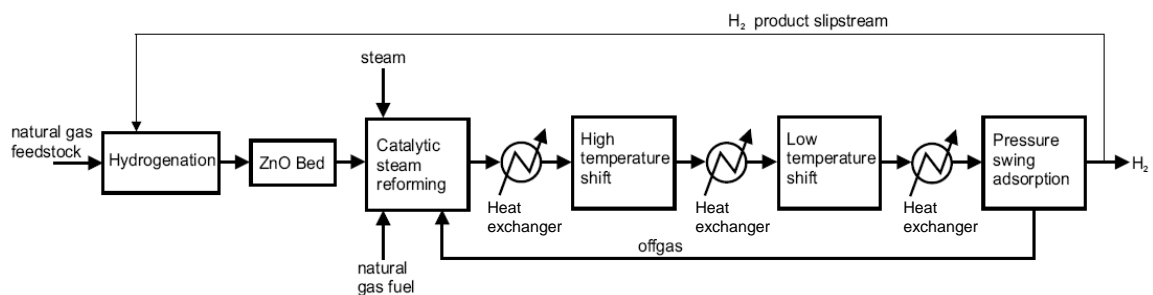 H₂ product slipstream
steam
natural gas
feedstock
Hydrogenation
ZnO Bed
Catalytic
steam
reforming
Heat
exchanger
High
temperature
shift
Heat
exchanger
Low
temperature
shift
Heat
exchanger
Pressure
swing
adsorption
H₂
offgas
natural
gas fuel